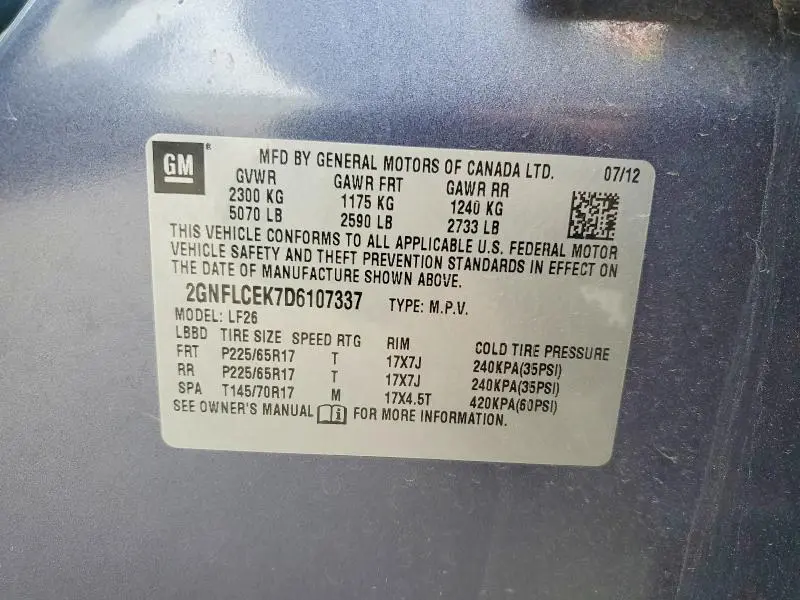 GM ® MFD BY GENERAL MOTORS OF CANADA LTD. 07/12
GVWR GAWR FRT GAWR RR
2300 KG 1175 KG 1240 KG
5070 LB 2590 LB 2733 LB
THIS VEHICLE CONFORMS TO ALL APPLICABLE U.S. FEDERAL MOTOR
VEHICLE SAFETY AND THEFT PREVENTION STANDARDS IN EFFECT ON
THE DATE OF MANUFACTURE SHOWN ABOVE.
2GNFLCEK7D6107337 TYPE: M.P.V.
MODEL: LF26
LBBD TIRE SIZE SPEED RTG RIM COLD TIRE PRESSURE
FRT P225/65R17 T 17X7J 240KPA(35PSI)
RR P225/65R17 T 17X7J 240KPA(35PSI)
SPA T145/70R17 M 17X4.5T 420KPA(60PSI)
SEE OWNER'S MANUAL FOR MORE INFORMATION.